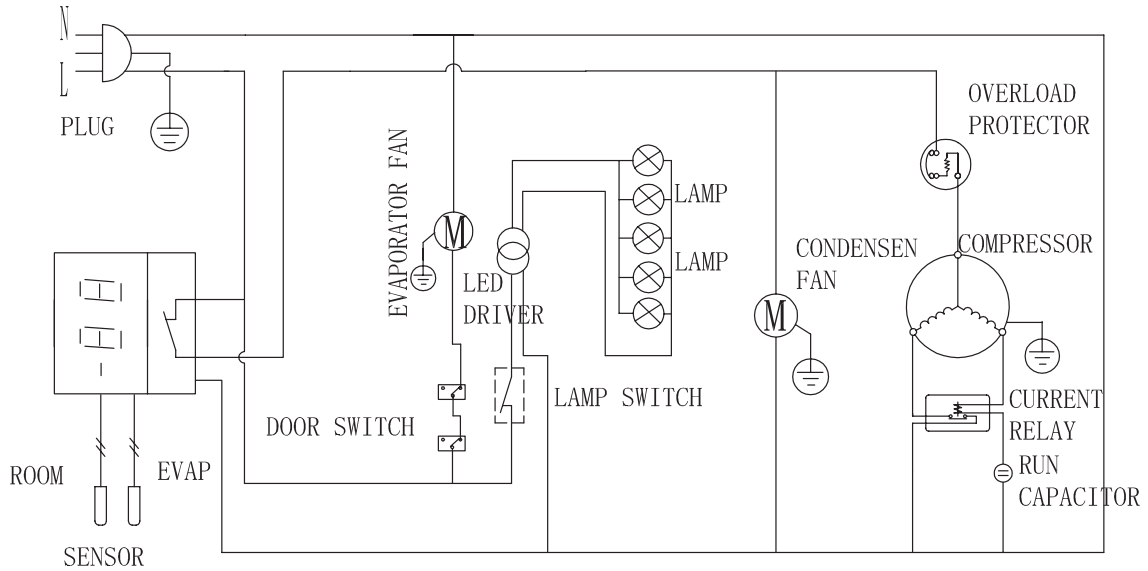 N
L
PLUG
OVERLOAD
PROTECTOR
EVAPORATOR FAN
M
LAMP
LAMP
CONDENSEN
FAN
COMPRESSOR
LED
DRIVER
M
DOOR SWITCH
LAMP SWITCH
CURRENT
RELAY
ROOM
EVAP
RUN
CAPACITOR
SENSOR